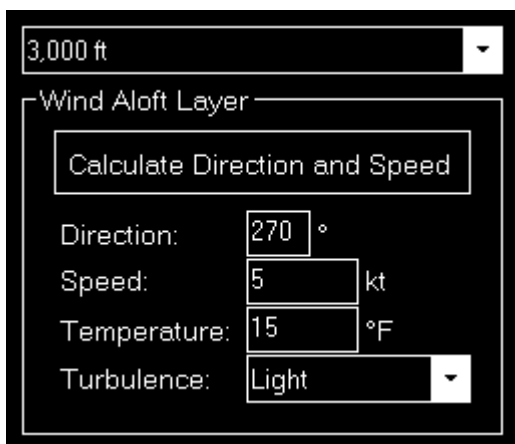 3,000 ft
Wind Aloft Layer
Calculate Direction and Speed
Direction: 270 °
Speed: 5 kt
Temperature: 15 °F
Turbulence: Light